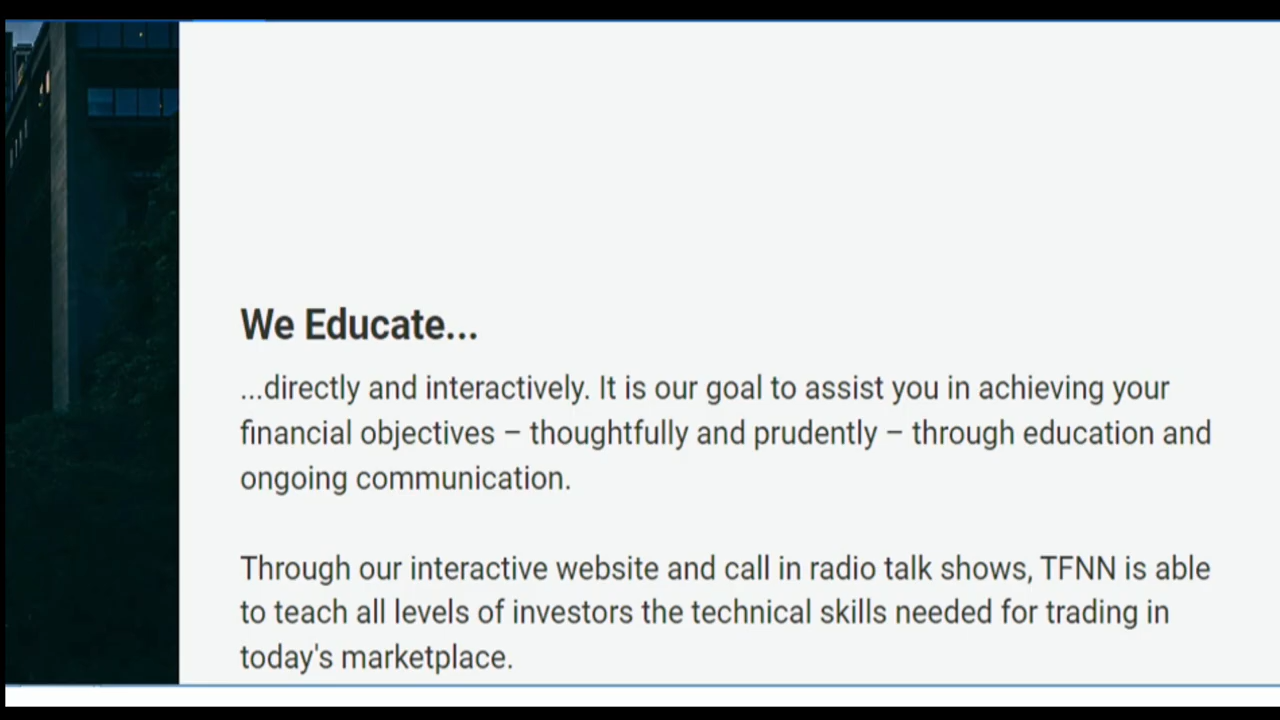 We Educate...
...directly and interactively. It is our goal to assist you in achieving your
financial objectives – thoughtfully and prudently – through education and
ongoing communication.
Through our interactive website and call in radio talk shows, TFNN is able
to teach all levels of investors the technical skills needed for trading in
today's marketplace.